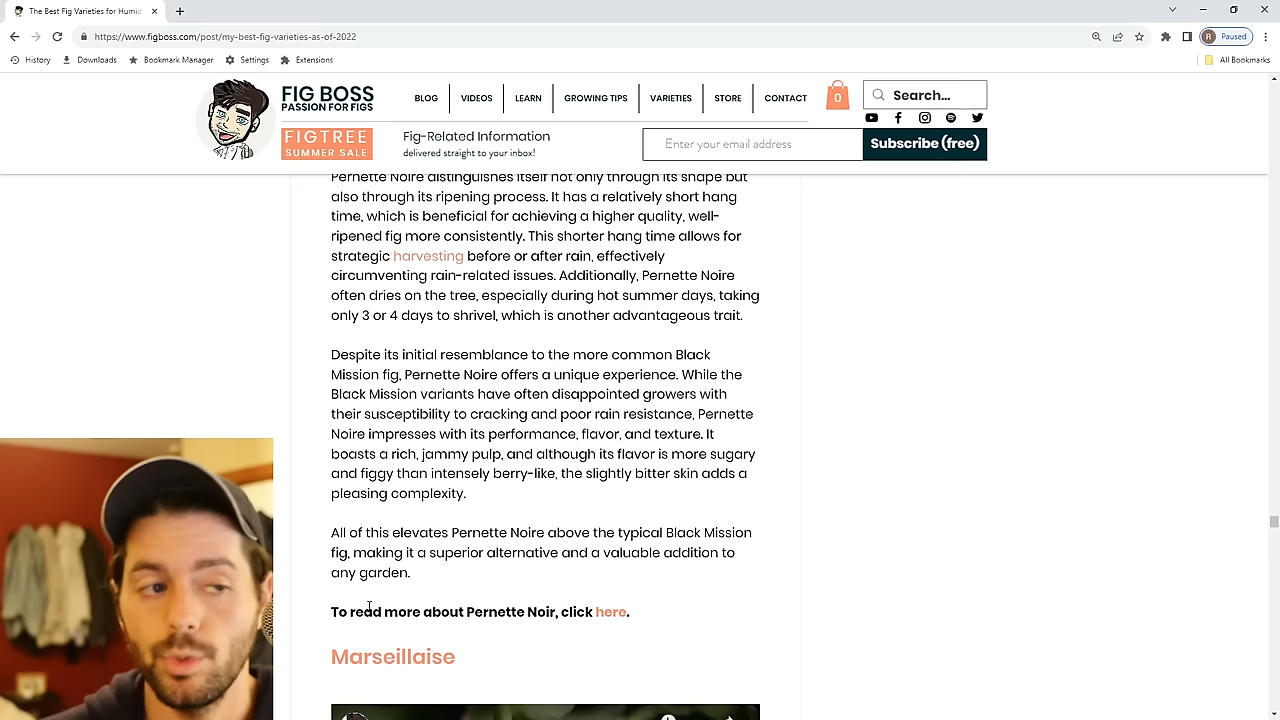 The Best Fig Varieties for Humid
https://www.figboss.com/post/my-best-fig-varieties-as-of-2022
R Paused
History Downloads Bookmark Manager Settings Extensions All Bookmarks
FIG BOSS
PASSION FOR FIGS
BLOG VIDEOS LEARN GROWING TIPS VARIETIES STORE CONTACT 0 Search...
FIGTREE
SUMMER SALE
Fig-Related Information
delivered straight to your inbox!
Enter your email address Subscribe (free)
Pernette Noire distinguishes itself not only through its shape but
also through its ripening process. It has a relatively short hang
time, which is beneficial for achieving a higher quality, well-
ripened fig more consistently. This shorter hang time allows for
strategic harvesting before or after rain, effectively
circumventing rain-related issues. Additionally, Pernette Noire
often dries on the tree, especially during hot summer days, taking
only 3 or 4 days to shrivel, which is another advantageous trait.
Despite its initial resemblance to the more common Black
Mission fig, Pernette Noire offers a unique experience. While the
Black Mission variants have often disappointed growers with
their susceptibility to cracking and poor rain resistance, Pernette
Noire impresses with its performance, flavor, and texture. It
boasts a rich, jammy pulp, and although its flavor is more sugary
and figgy than intensely berry-like, the slightly bitter skin adds a
pleasing complexity.
All of this elevates Pernette Noire above the typical Black Mission
fig, making it a superior alternative and a valuable addition to
any garden.
To read more about Pernette Noir, click here.
Marseillaise